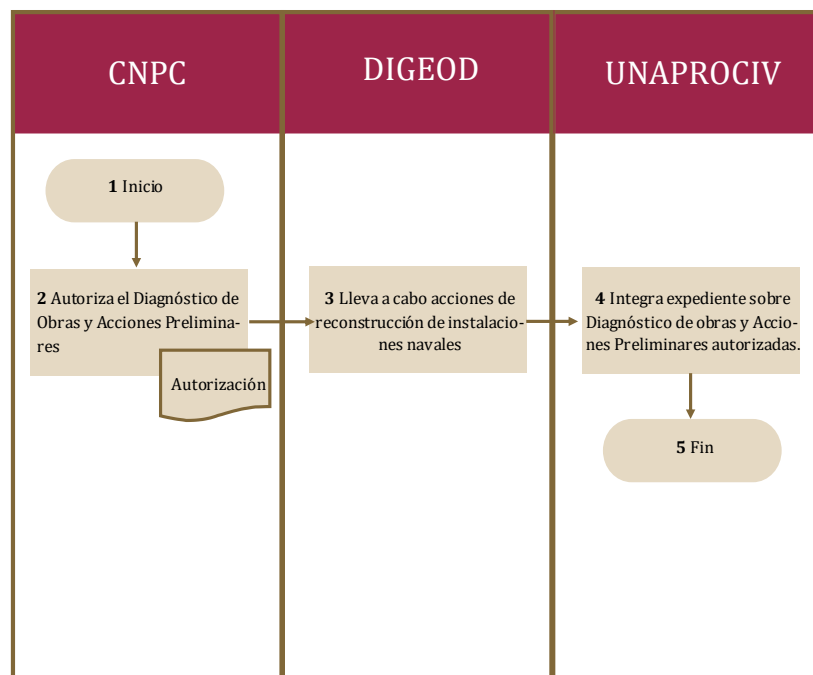 CNPC
DIGEOD
UNAPROCIV
1 Inicio
2 Autoriza el Diagnóstico de
Obras y Acciones Prelimina-
res
Autorización
3 Lleva a cabo acciones de
reconstrucción de instalacio-
nes navales
4 Integra expediente sobre
Diagnóstico de obras y Accio-
nes Preliminares autorizadas.
5 Fin